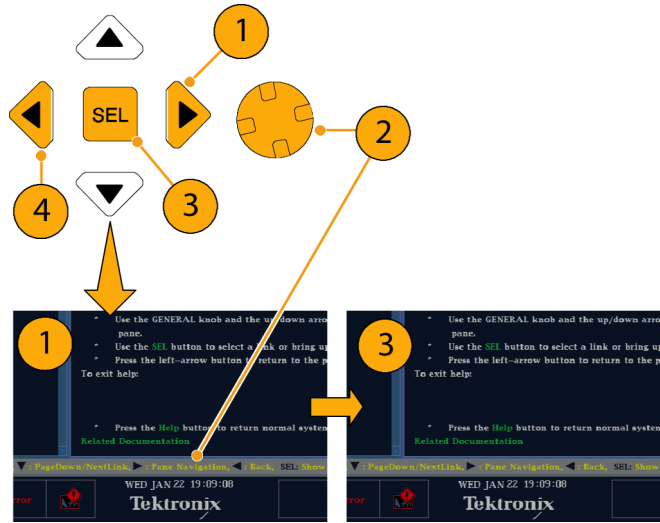 1
SEL
2
3
4
1
" Use the GENERAL knob and the up/down arro
pane.
" Use the SEL button to select a link or bring up
" Press the left-arrow button to return to the p
To exit help:
" Press the Help button to return normal system
Related Documentation
▼ : PageDown/NextLink, ▶ : Pane Navigation, ◀ : Back, SEL: Show
rror
WED JAN 22 19:09:08
Tektronix
3
" Use the GENERAL knob and the up/down arro
pane.
" Use the SEL button to select a link or bring up
" Press the left-arrow button to return to the p
To exit help:
" Press the Help button to return normal system
Related Documentation
▼ : PageDown/NextLink, ▶ : Pane Navigation, ◀ : Back, SEL: Show
rror
WED JAN 22 19:09:08
Tektronix